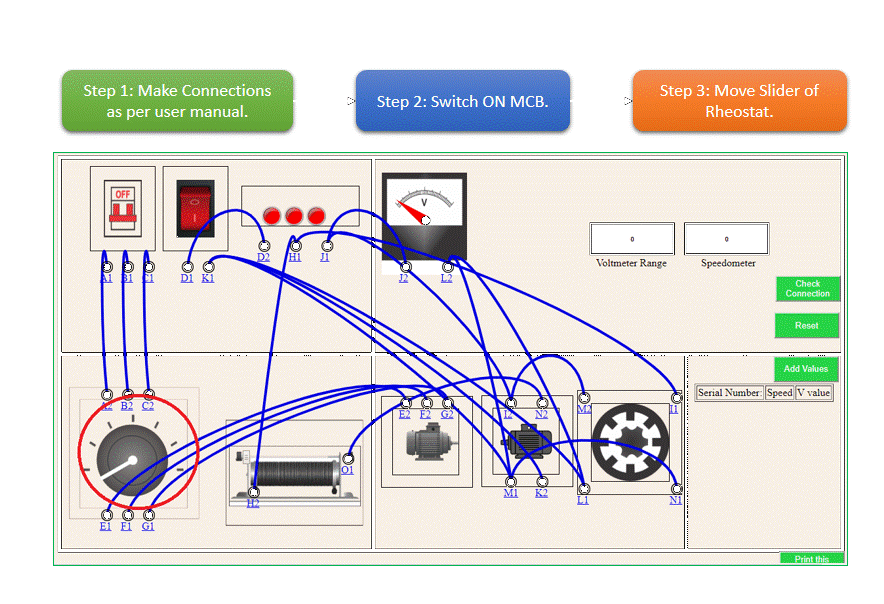 Step 1: Make Connections
as per user manual.
Step 2: Switch ON MCB.
Step 3: Move Slider of
Rheostat.
OFF
V
0
0
Voltmeter Range
Speedometer
A1
B1
C1
D1
K1
D2
H1
J1
J2
L2
Check
Connection
Reset
Add Values
Serial Number:
Speed
V value
A2
B2
C2
E2
F2
G2
I2
N2
M2
I1
O1
H2
M1
K2
L1
N1
E1
F1
G1
Print this